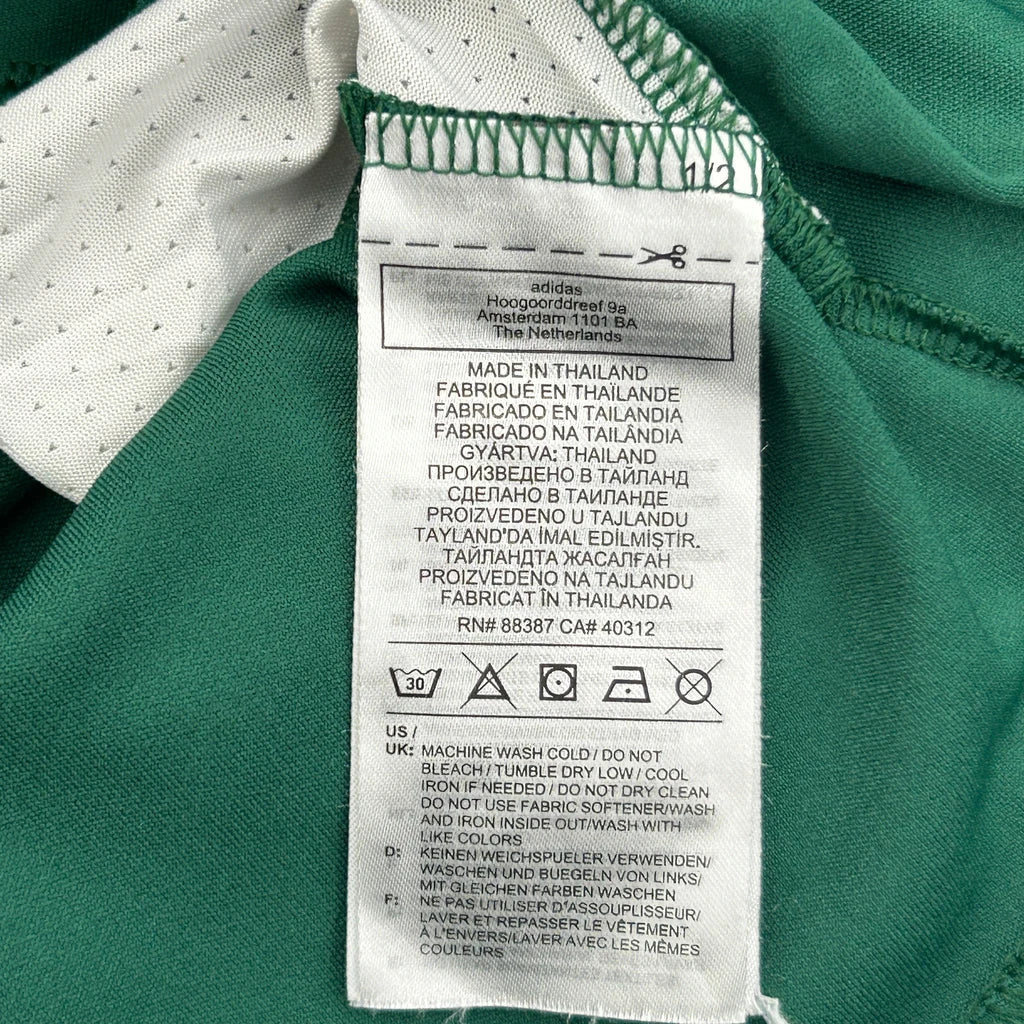 1/2
adidas
Hoogoorddreef 9a
Amsterdam 1101 BA
The Netherlands
MADE IN THAILAND
FABRIQUÉ EN THAÏLANDE
FABRICADO EN TAILANDIA
FABRICADO NA TAILÂNDIA
GYÁRTVA: THAILAND
ПРОИЗВЕДЕНО В ТАЙЛАНД
СДЕЛАНО В ТАИЛАНДЕ
PROIZVEDENO U TAJLANDU
TAYLAND'DA İMAL EDİLMİŞTİR.
ТАЙЛАНДТА ЖАСАЛҒАН
PROIZVEDENO NA TAJLANDU
FABRICAT ÎN THAILANDA
RN# 88387 CA# 40312
30
US /
UK: MACHINE WASH COLD / DO NOT
BLEACH / TUMBLE DRY LOW / COOL
IRON IF NEEDED / DO NOT DRY CLEAN
DO NOT USE FABRIC SOFTENER/WASH
AND IRON INSIDE OUT/WASH WITH
LIKE COLORS
D: KEINEN WEICHSPUELER VERWENDEN/
WASCHEN UND BUEGELN VON LINKS/
MIT GLEICHEN FARBEN WASCHEN
F: NE PAS UTILISER D'ASSOUPLISSEUR/
LAVER ET REPASSER LE VÊTEMENT
À L'ENVERS/LAVER AVEC LES MÊMES
COULEURS